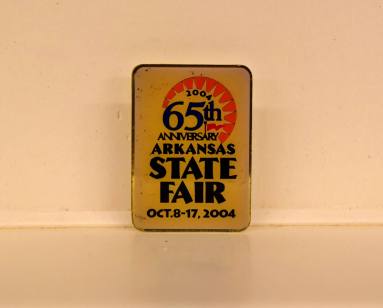 2004
65th
ANNIVERSARY
ARKANSAS
STATE
FAIR
OCT.8-17, 2004